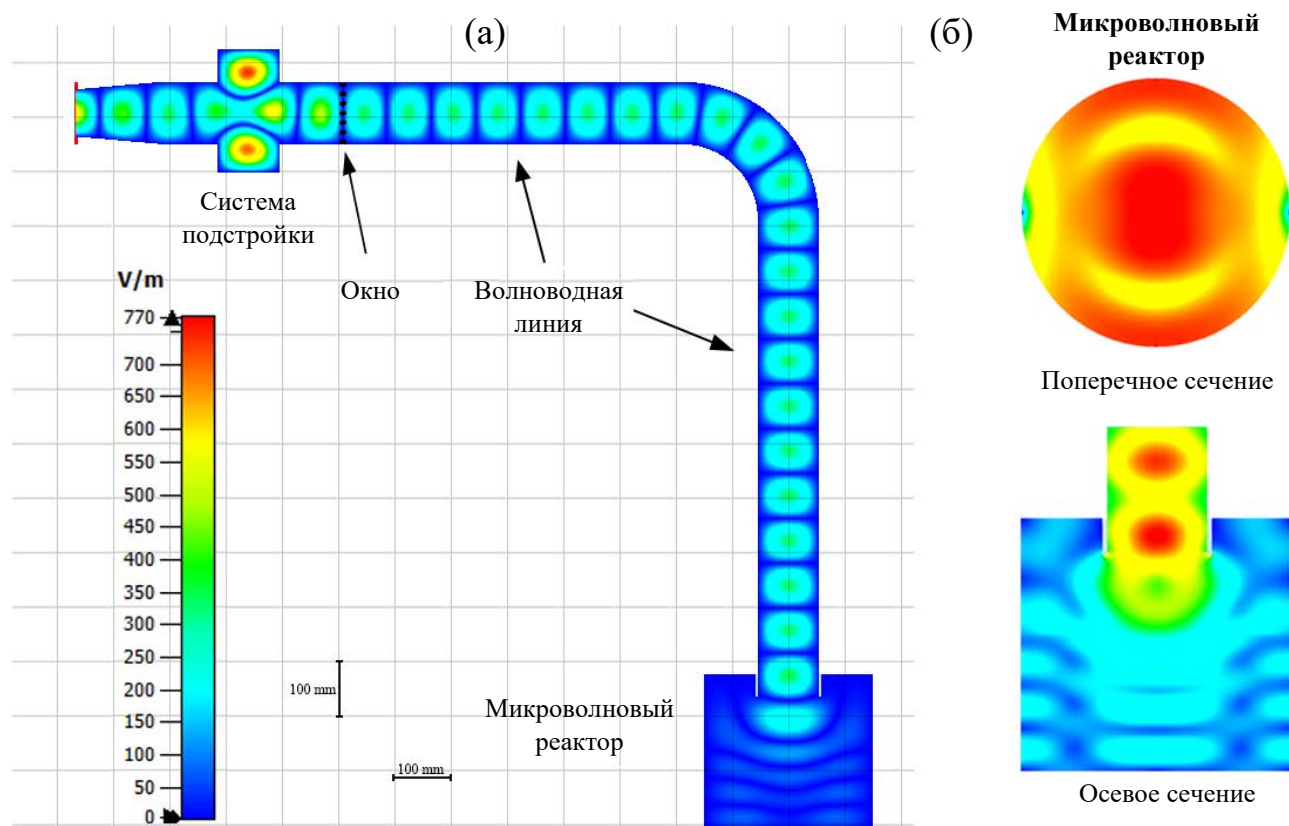 (а)
(б)
Микроволновый
реактор
Система
подстройки
Окно
Волноводная
линия
V/m
770
700
650
600
550
500
450
400
350
300
250
200
150
100
50
0
100 mm
100 mm
Микроволновый
реактор
Поперечное сечение
Осевое сечение